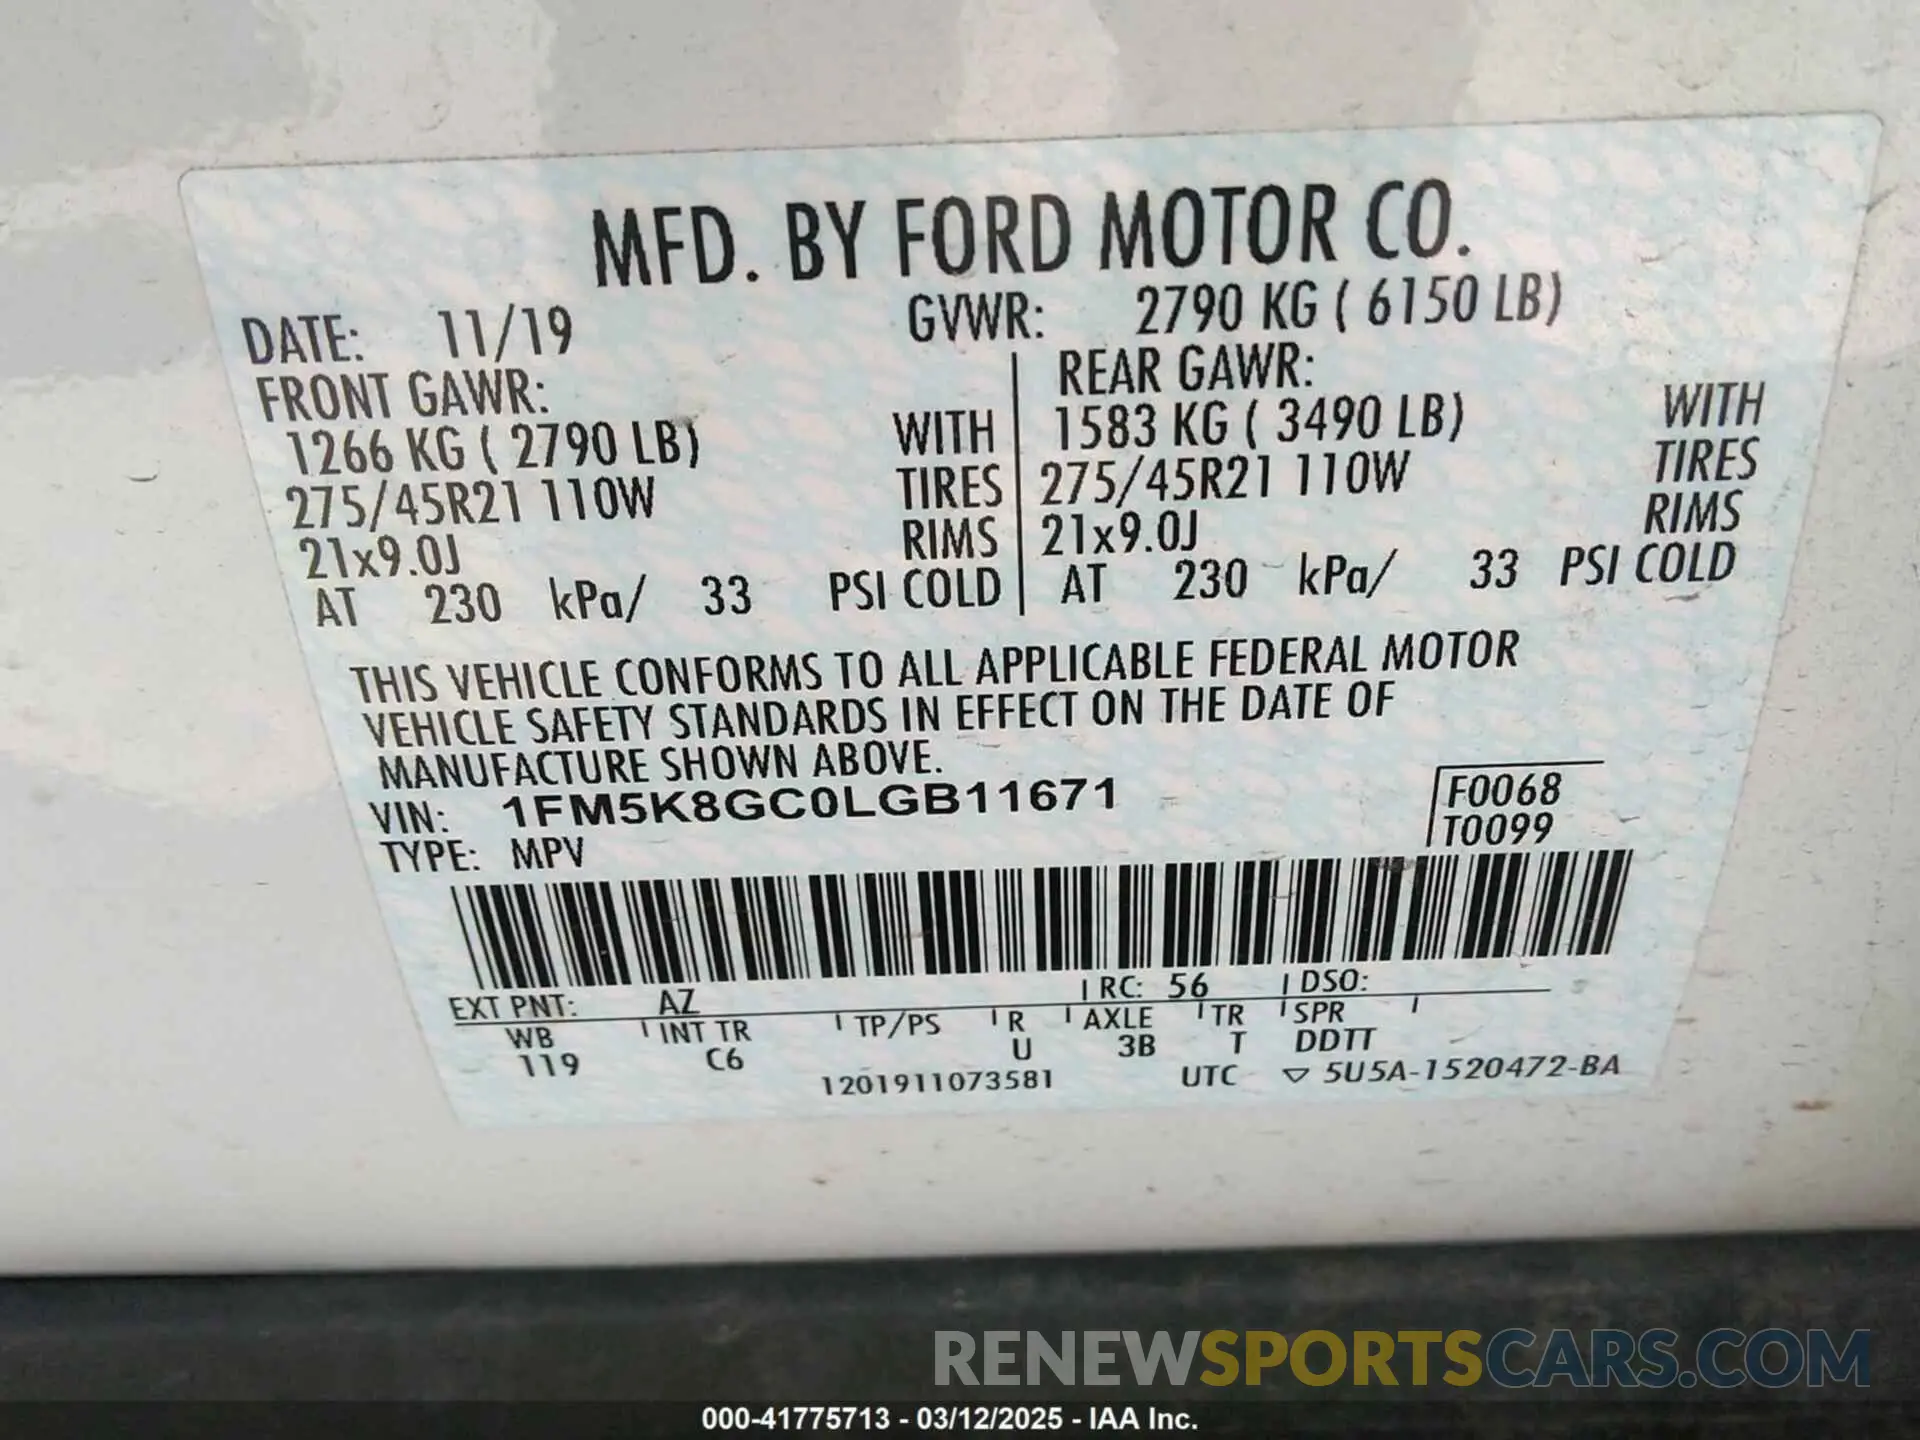 MFD. BY FORD MOTOR CO.
DATE: 11/19 GVWR: 2790 KG ( 6150 LB)
FRONT GAWR: REAR GAWR:
1266 KG ( 2790 LB) WITH 1583 KG ( 3490 LB) WITH
275/45R21 110W TIRES 275/45R21 110W TIRES
21x9.0J RIMS 21x9.0J RIMS
AT 230 kPa/ 33 PSI COLD AT 230 kPa/ 33 PSI COLD
THIS VEHICLE CONFORMS TO ALL APPLICABLE FEDERAL MOTOR
VEHICLE SAFETY STANDARDS IN EFFECT ON THE DATE OF
MANUFACTURE SHOWN ABOVE.
VIN: 1FM5K8GC0LGB11671 F0068
TYPE: MPV T0099
EXT PNT: AZ RC: 56 DSO:
WB INT TR TP/PS R AXLE TR SPR
119 C6 U 3B T DDTT
1201911073581 UTC ▽ 5U5A-1520472-BA
RENEWSPORTSCARS.COM
000-41775713 - 03/12/2025 - IAA Inc.